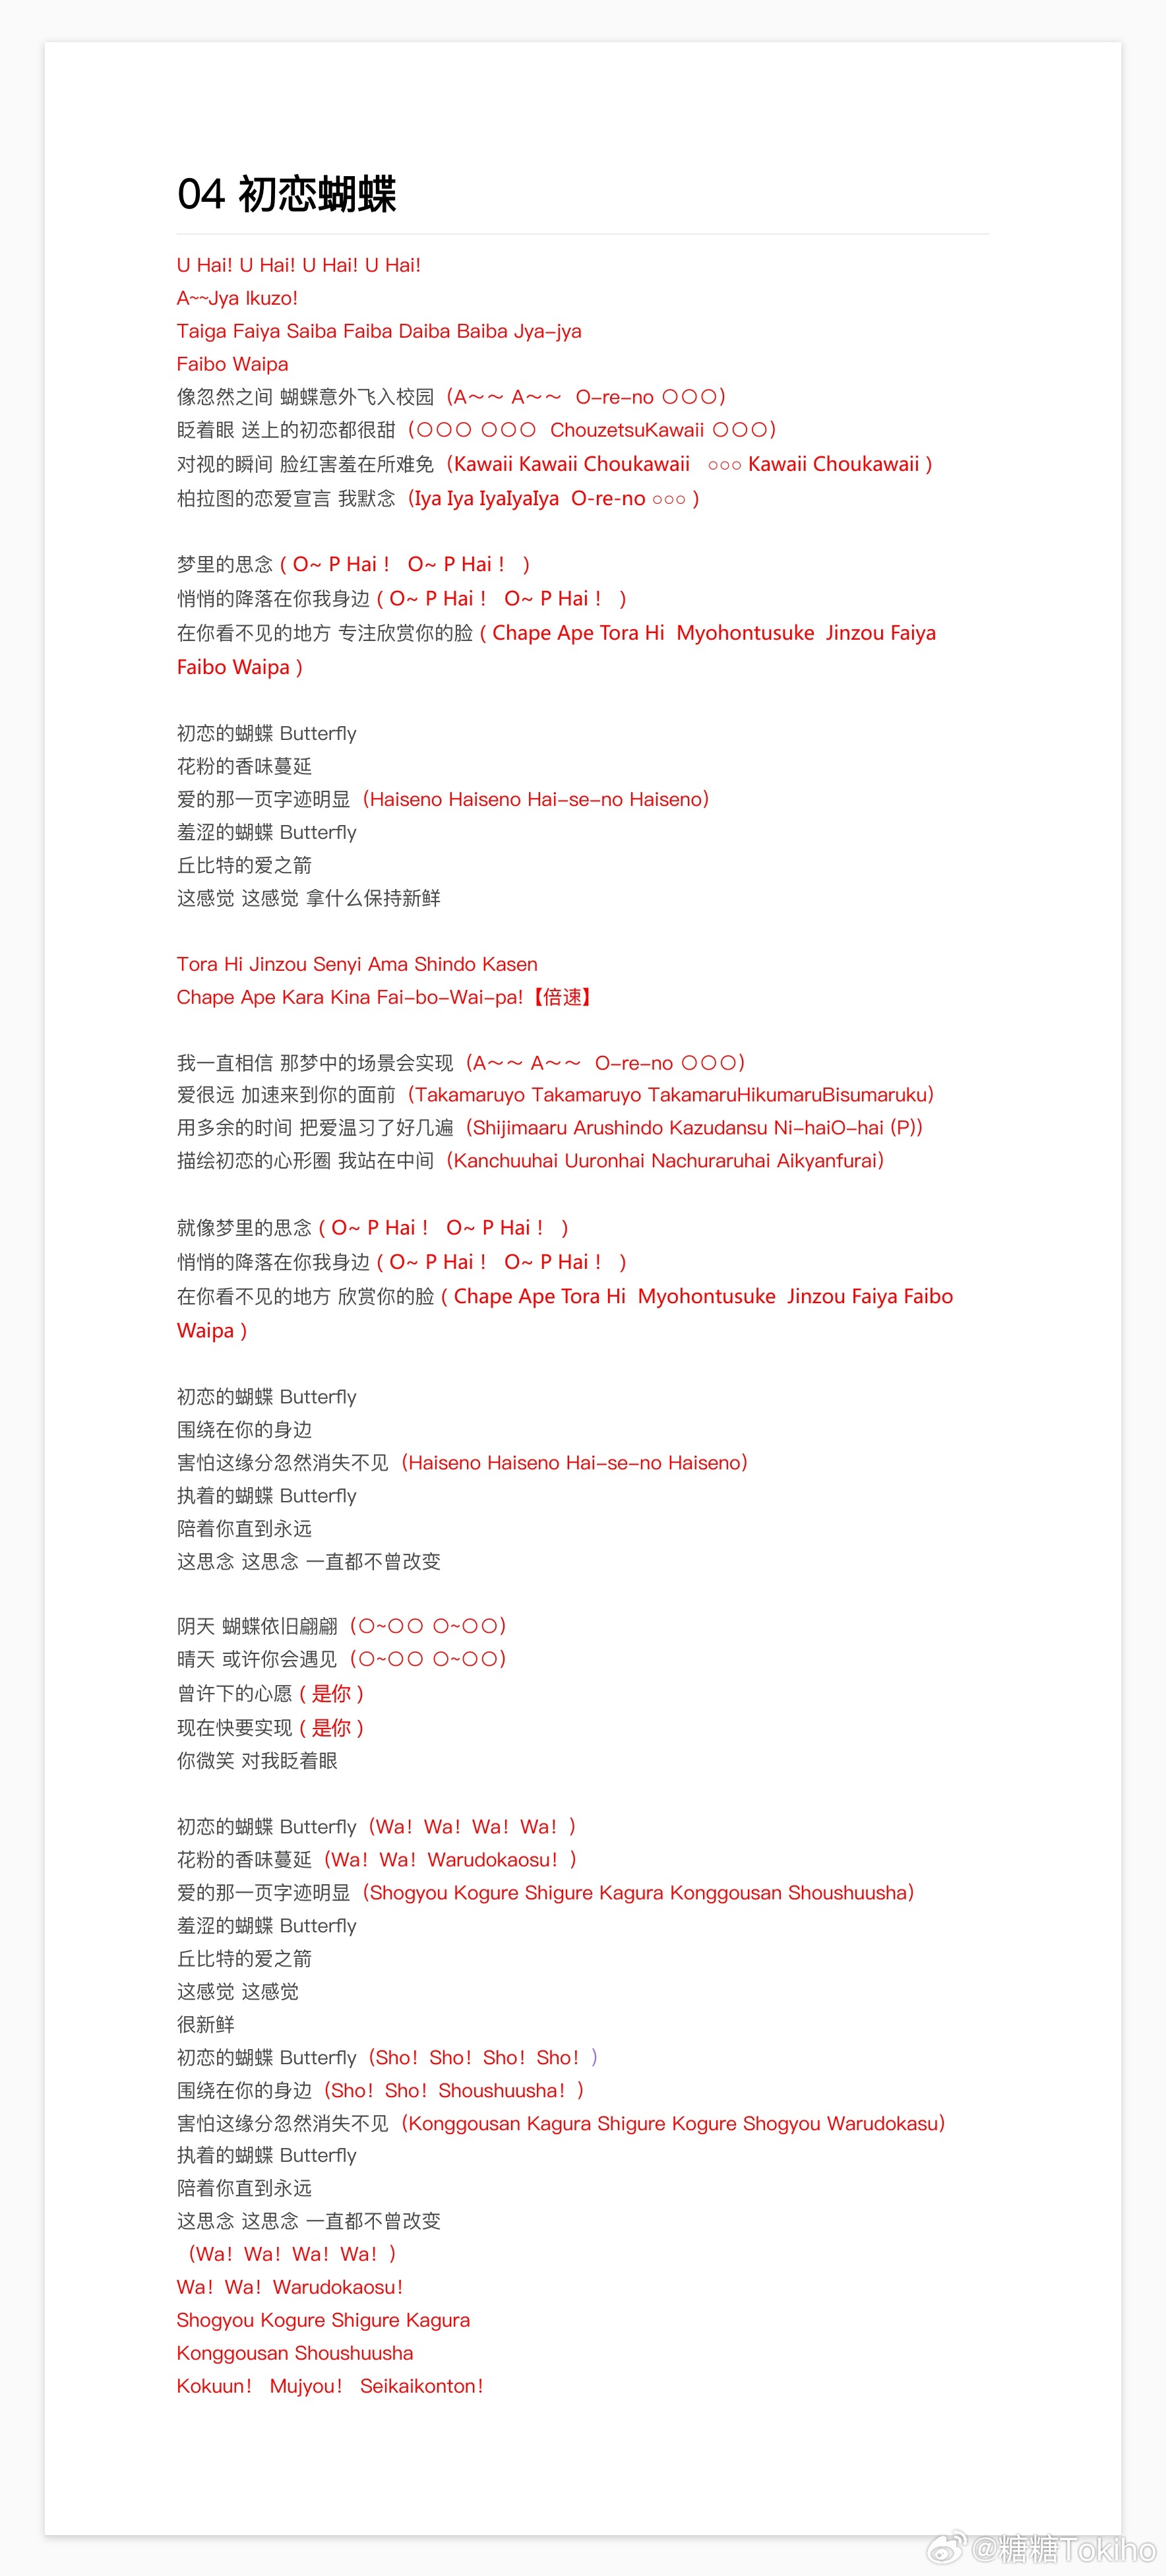 04 初恋蝴蝶
U Hai! U Hai! U Hai! U Hai!
A~~Jya Ikuzo!
Taiga Faiya Saiba Faiba Daiba Baiba Jya-jya
Faibo Waipa
像忽然之间 蝴蝶意外飞入校园（A～～ A～～ O-re-no 〇〇〇）
眨着眼 送上的初恋都很甜（〇〇〇 〇〇〇 ChouzetsuKawaii 〇〇〇）
对视的瞬间 脸红害羞在所难免（Kawaii Kawaii Choukawaii ○○○ Kawaii Choukawaii )
柏拉图的恋爱宣言 我默念（Iya Iya IyaIyaIya O-re-no ○○○ )
梦里的思念 ( O~ P Hai！ O~ P Hai！ )
悄悄的降落在你我身边 ( O~ P Hai！ O~ P Hai！ )
在你看不见的地方 专注欣赏你的脸 ( Chape Ape Tora Hi Myohontusuke Jinzou Faiya
Faibo Waipa )
初恋的蝴蝶 Butterfly
花粉的香味蔓延
爱的那一页字迹明显（Haiseno Haiseno Hai-se-no Haiseno）
羞涩的蝴蝶 Butterfly
丘比特的爱之箭
这感觉 这感觉 拿什么保持新鲜
Tora Hi Jinzou Senyi Ama Shindo Kasen
Chape Ape Kara Kina Fai-bo-Wai-pa!【倍速】
我一直相信 那梦中的场景会实现（A～～ A～～ O-re-no 〇〇〇）
爱很远 加速来到你的面前（Takamaruyo Takamaruyo TakamaruHikumaruBisumaruku）
用多余的时间 把爱温习了好几遍（Shijimaaru Arushindo Kazudansu Ni-haiO-hai (P)）
描绘初恋的心形圈 我站在中间（Kanchuuhai Uuronhai Nachuraruhai Aikyanfurai）
就像梦里的思念 ( O~ P Hai！ O~ P Hai！ )
悄悄的降落在你我身边 ( O~ P Hai！ O~ P Hai！ )
在你看不见的地方 欣赏你的脸 ( Chape Ape Tora Hi Myohontusuke Jinzou Faiya Faibo
Waipa )
初恋的蝴蝶 Butterfly
围绕在你的身边
害怕这缘分忽然消失不见（Haiseno Haiseno Hai-se-no Haiseno）
执着的蝴蝶 Butterfly
陪着你直到永远
这思念 这思念 一直都不曾改变
阴天 蝴蝶依旧翩翩（〇~〇〇 〇~〇〇）
晴天 或许你会遇见（〇~〇〇 〇~〇〇）
曾许下的心愿 ( 是你 )
现在快要实现 ( 是你 )
你微笑 对我眨着眼
初恋的蝴蝶 Butterfly（Wa！Wa！Wa！Wa！）
花粉的香味蔓延（Wa！Wa！Warudokaosu！）
爱的那一页字迹明显（Shogyou Kogure Shigure Kagura Konggousan Shoushuusha）
羞涩的蝴蝶 Butterfly
丘比特的爱之箭
这感觉 这感觉
很新鲜
初恋的蝴蝶 Butterfly（Sho！Sho！Sho！Sho！）
围绕在你的身边（Sho！Sho！Shoushuusha！）
害怕这缘分忽然消失不见（Konggousan Kagura Shigure Kogure Shogyou Warudokasu）
执着的蝴蝶 Butterfly
陪着你直到永远
这思念 这思念 一直都不曾改变
（Wa！Wa！Wa！Wa！）
Wa！Wa！Warudokaosu！
Shogyou Kogure Shigure Kagura
Konggousan Shoushuusha
Kokuun！ Mujyou！ Seikaikonton！
@糖糖Tokiho